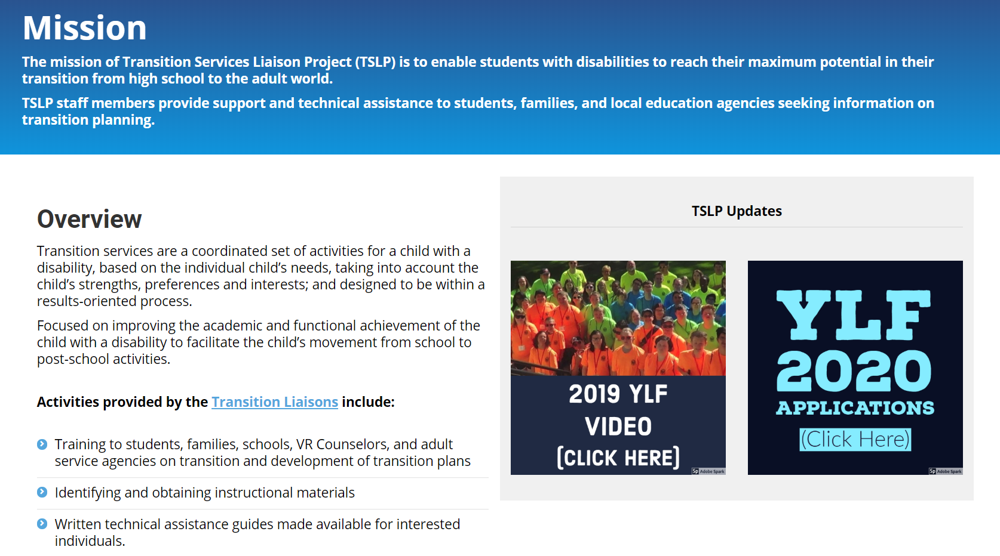 Mission
The mission of Transition Services Liaison Project (TSLP) is to enable students with disabilities to reach their maximum potential in their
transition from high school to the adult world.
TSLP staff members provide support and technical assistance to students, families, and local education agencies seeking information on
transition planning.
Overview
Transition services are a coordinated set of activities for a child with a
disability, based on the individual child’s needs, taking into account the
child’s strengths, preferences and interests; and designed to be within a
results-oriented process.
Focused on improving the academic and functional achievement of the
child with a disability to facilitate the child’s movement from school to
post-school activities.
Activities provided by the Transition Liaisons include:
Training to students, families, schools, VR Counselors, and adult
service agencies on transition and development of transition plans
Identifying and obtaining instructional materials
Written technical assistance guides made available for interested
individuals.
TSLP Updates
2019 YLF
VIDEO
(CLICK HERE)
Sp Adobe Spark
YLF
2020
APPLICATIONS
(Click Here)
Sp Adobe Spark